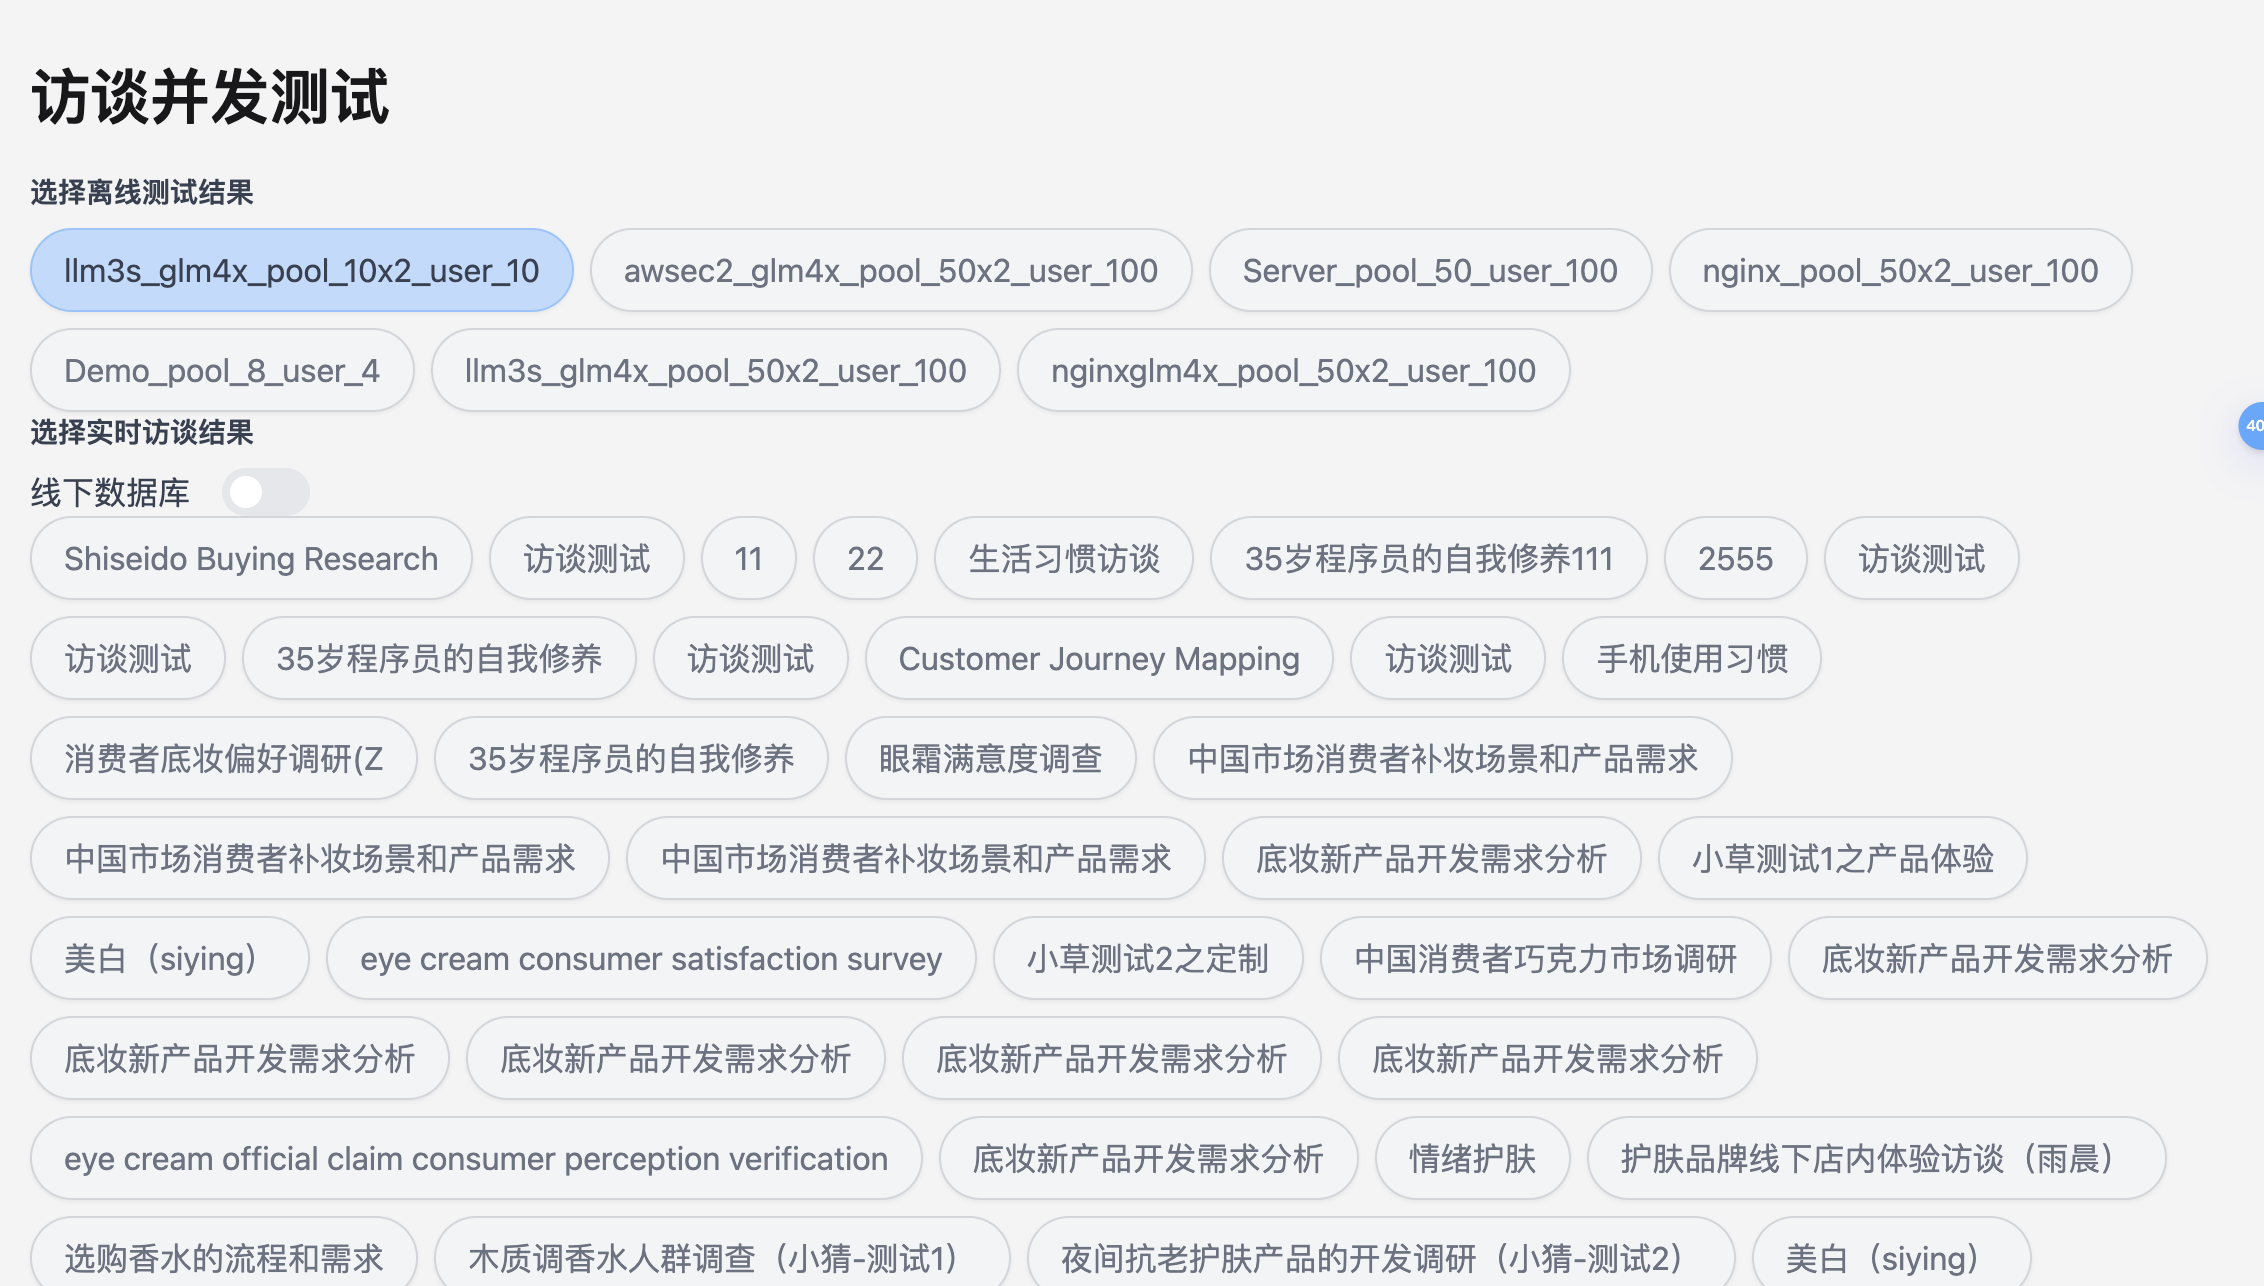 访谈并发测试
选择离线测试结果
llm3s_glm4x_pool_10x2_user_10 awsec2_glm4x_pool_50x2_user_100 Server_pool_50_user_100 nginx_pool_50x2_user_100
Demo_pool_8_user_4 llm3s_glm4x_pool_50x2_user_100 nginxglm4x_pool_50x2_user_100
选择实时访谈结果
40
线下数据库
Shiseido Buying Research 访谈测试 11 22 生活习惯访谈 35岁程序员的自我修养111 2555 访谈测试
访谈测试 35岁程序员的自我修养 访谈测试 Customer Journey Mapping 访谈测试 手机使用习惯
消费者底妆偏好调研(Z 35岁程序员的自我修养 眼霜满意度调查 中国市场消费者补妆场景和产品需求
中国市场消费者补妆场景和产品需求 中国市场消费者补妆场景和产品需求 底妆新产品开发需求分析 小草测试1之产品体验
美白（siying） eye cream consumer satisfaction survey 小草测试2之定制 中国消费者巧克力市场调研 底妆新产品开发需求分析
底妆新产品开发需求分析 底妆新产品开发需求分析 底妆新产品开发需求分析 底妆新产品开发需求分析
eye cream official claim consumer perception verification 底妆新产品开发需求分析 情绪护肤 护肤品牌线下店内体验访谈（雨晨）
选购香水的流程和需求 木质调香水人群调查（小猜-测试1） 夜间抗老护肤产品的开发调研（小猜-测试2） 美白（siying）